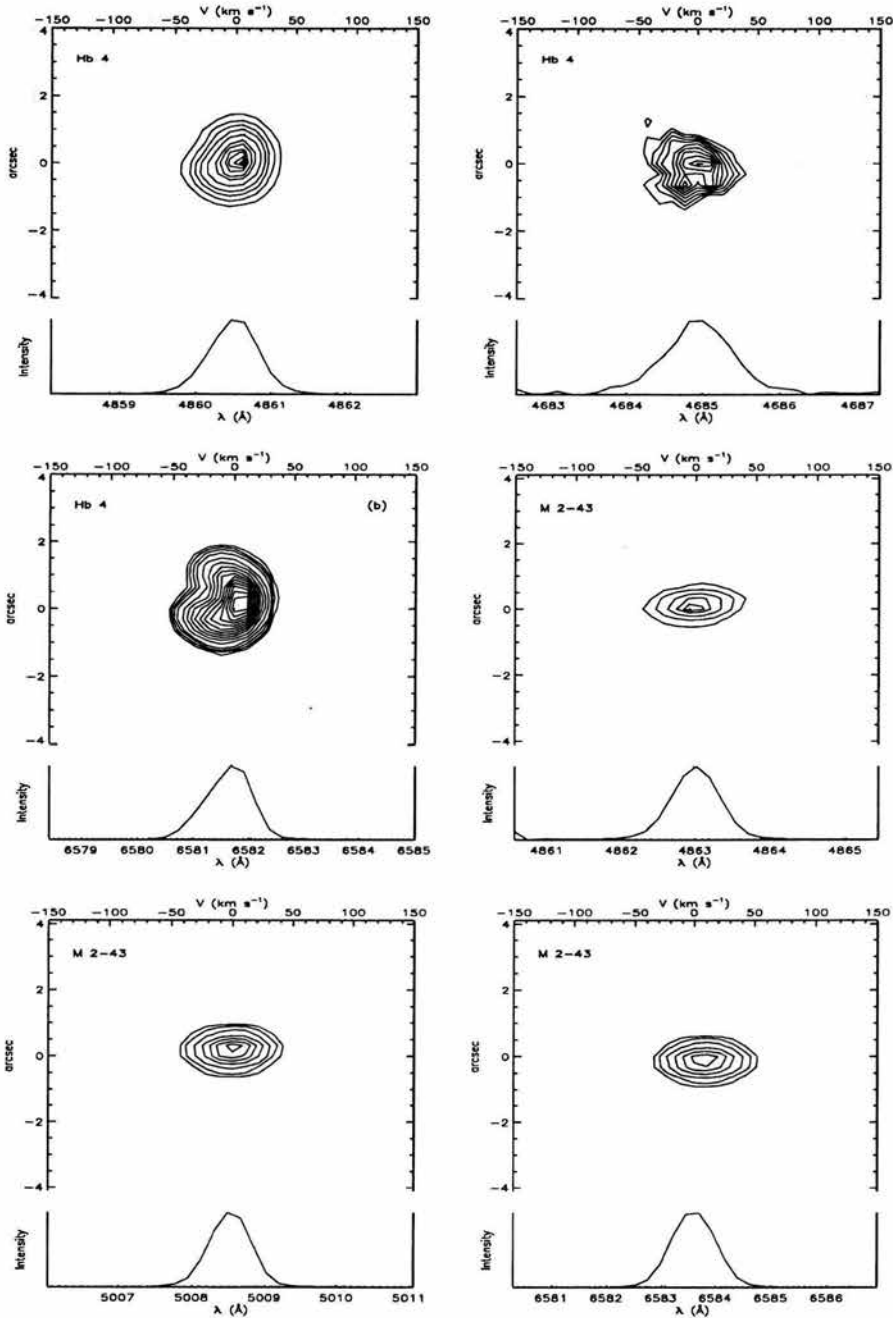 V (km s⁻¹)
−150 −100 −50 0 50 100 150
4
Hb 4
2
arcsec
0
−2
−4
Intensity
4859 4860 4861 4862
λ (Å)
V (km s⁻¹)
−150 −100 −50 0 50 100 150
4
Hb 4
2
arcsec
0
−2
−4
Intensity
4683 4684 4685 4686 4687
λ (Å)
V (km s⁻¹)
−150 −100 −50 0 50 100 150
4
Hb 4 (b)
2
arcsec
0
−2
−4
Intensity
6579 6580 6581 6582 6583 6584 6585
λ (Å)
V (km s⁻¹)
−150 −100 −50 0 50 100 150
4
M 2−43
2
arcsec
0
−2
−4
Intensity
4861 4862 4863 4864 4865
λ (Å)
V (km s⁻¹)
−150 −100 −50 0 50 100 150
4
M 2−43
2
arcsec
0
−2
−4
Intensity
5007 5008 5009 5010 5011
λ (Å)
V (km s⁻¹)
−150 −100 −50 0 50 100 150
4
M 2−43
2
arcsec
0
−2
−4
Intensity
6581 6582 6583 6584 6585 6586
λ (Å)